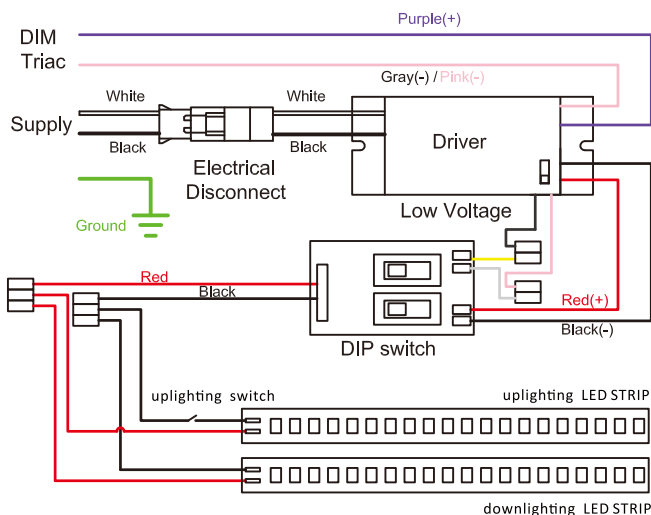 Purple(+)
DIM
Triac
Gray(-) / Pink(-)
White
White
Supply
Driver
Black
Black
Electrical
Disconnect
Low Voltage
Ground
Red
Black
Red(+)
Black(-)
DIP switch
uplighting switch
uplighting LED STRIP
downlighting LED STRIP